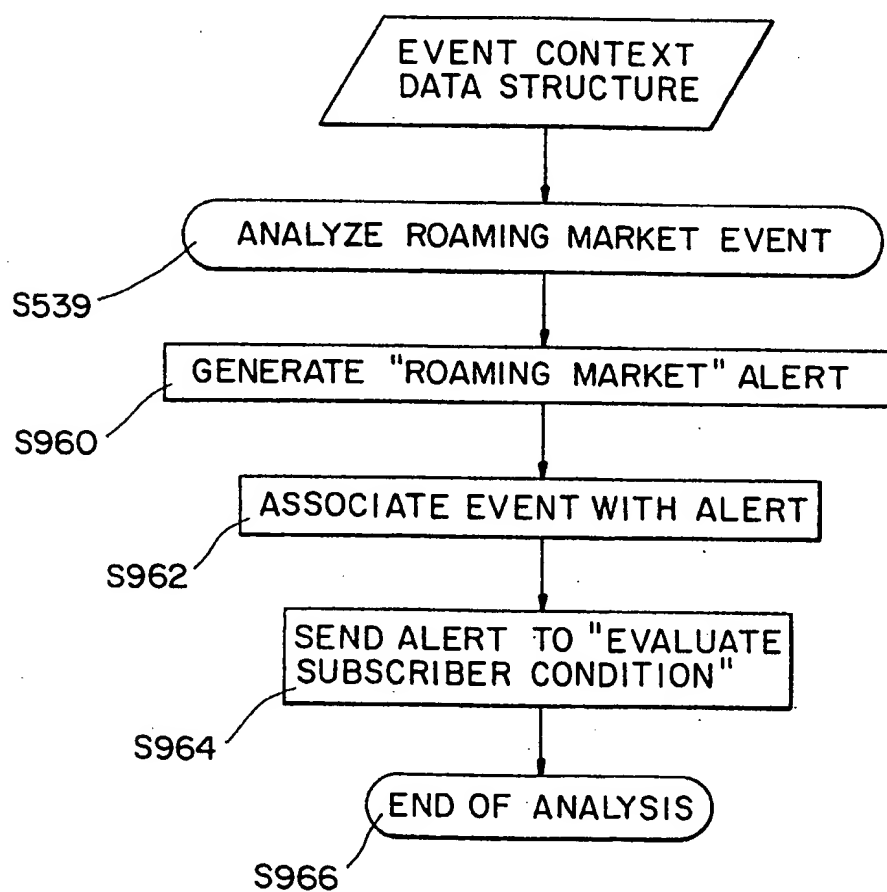 EVENT CONTEXT
DATA STRUCTURE
ANALYZE ROAMING MARKET EVENT
S539
GENERATE "ROAMING MARKET" ALERT
S960
ASSOCIATE EVENT WITH ALERT
S962
SEND ALERT TO "EVALUATE
SUBSCRIBER CONDITION"
S964
END OF ANALYSIS
S966